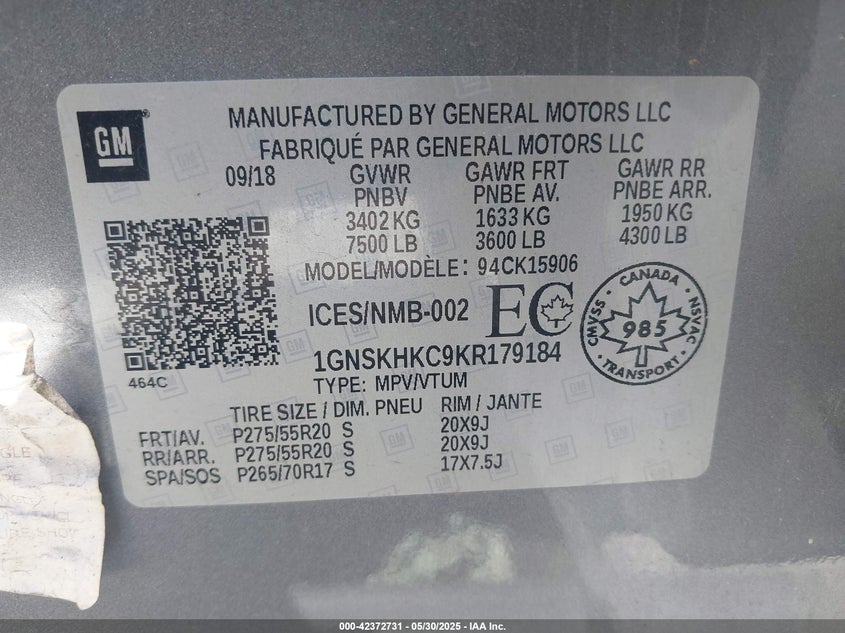 GM
MANUFACTURED BY GENERAL MOTORS LLC
FABRIQUÉ PAR GENERAL MOTORS LLC
09/18 GVWR GAWR FRT GAWR RR
PNBV PNBE AV. PNBE ARR.
3402 KG 1633 KG 1950 KG
7500 LB 3600 LB 4300 LB
MODEL/MODÈLE: 94CK15906
ICES/NMB-002 EC
CANADA
CMVSS 985 NSVAC
TRANSPORT
1GNSKHKC9KR179184
464C
TYPE: MPV/VTUM
TIRE SIZE / DIM. PNEU RIM / JANTE
FRT/AV. P275/55R20 S 20X9J
RR/ARR. P275/55R20 S 20X9J
SPA/SOS P265/70R17 S 17X7.5J
000-42372731 - 05/30/2025 - IAA Inc.